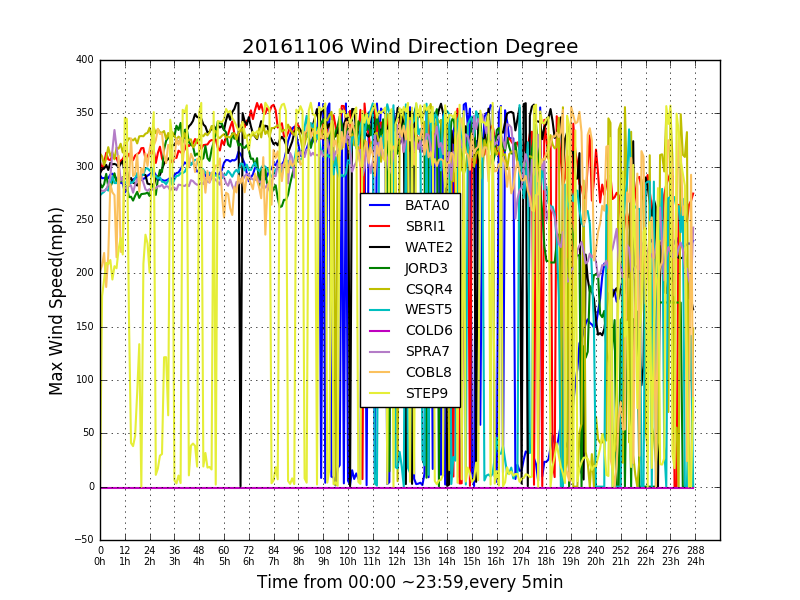 20161106 Wind Direction Degree
Max Wind Speed(mph)
400
350
300
250
200
150
100
50
0
−50
BATA0
SBRI1
WATE2
JORD3
CSQR4
WEST5
COLD6
SPRA7
COBL8
STEP9
0 12 24 36 48 60 72 84 96 108 120 132 144 156 168 180 192 204 216 228 240 252 264 276 288
0h 1h 2h 3h 4h 5h 6h 7h 8h 9h 10h 11h 12h 13h 14h 15h 16h 17h 18h 19h 20h 21h 22h 23h 24h
Time from 00:00 ~23:59,every 5min